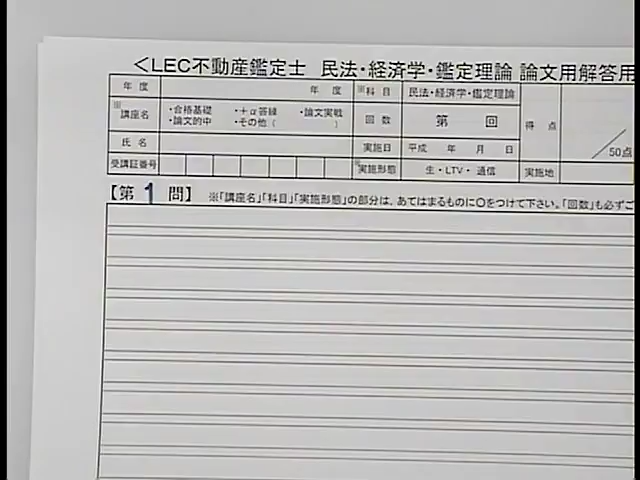 <LEC不動産鑑定士 民法・経済学・鑑定理論 論文用解答用
年度 年 度 ※科目 民法・経済学・鑑定理論 得点
※講座名 ・合格基礎 ・+α答練 ・論文実戦
・論文的中 ・その他( )
回数 第 回
氏名 実施日 平成 年 月 日 /50点
受講証番号 ※実施形態 生・LTV・通信 実施地
【第1問】 ※「講座名」「科目」「実施形態」の部分は、あてはまるものに○をつけて下さい。「回数」も必ずご